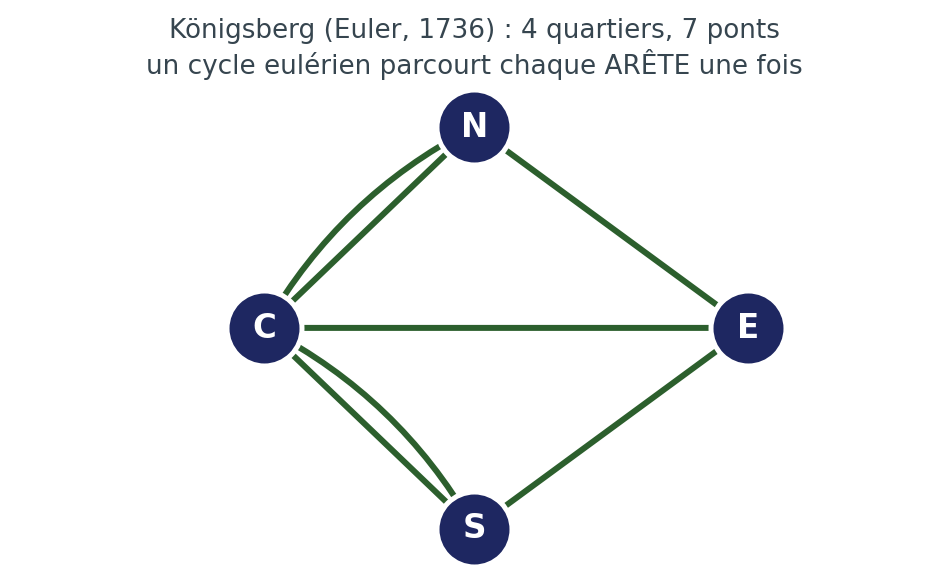 Königsberg (Euler, 1736) : 4 quartiers, 7 ponts
un cycle eulérien parcourt chaque ARÊTE une fois
N
C
E
S